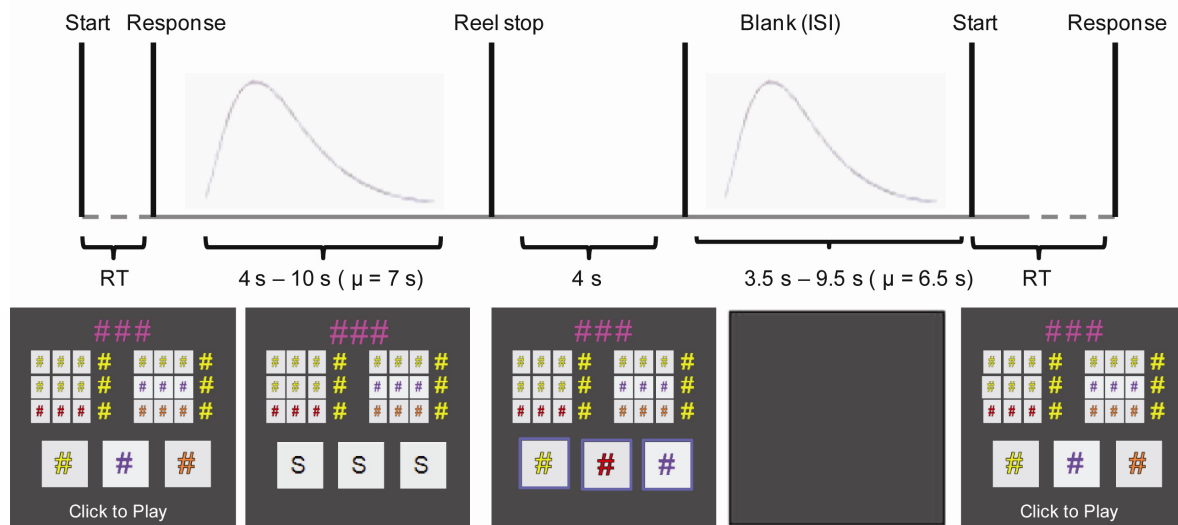 Start Response Reel stop Blank (ISI) Start Response
RT 4 s – 10 s ( µ = 7 s) 4 s 3.5 s – 9.5 s (µ = 6.5 s) RT
### ### ### ###
# # # # # # # # # # # # # # # # # # # # # # # # # # # # # # # #
# # # # # # # # # # # # # # # # # # # # # # # # # # # # # # # #
# # # # # # # # # # # # # # # # # # # # # # # # # # # # # # # #
# # # S S S # # # # # #
Click to Play Click to Play